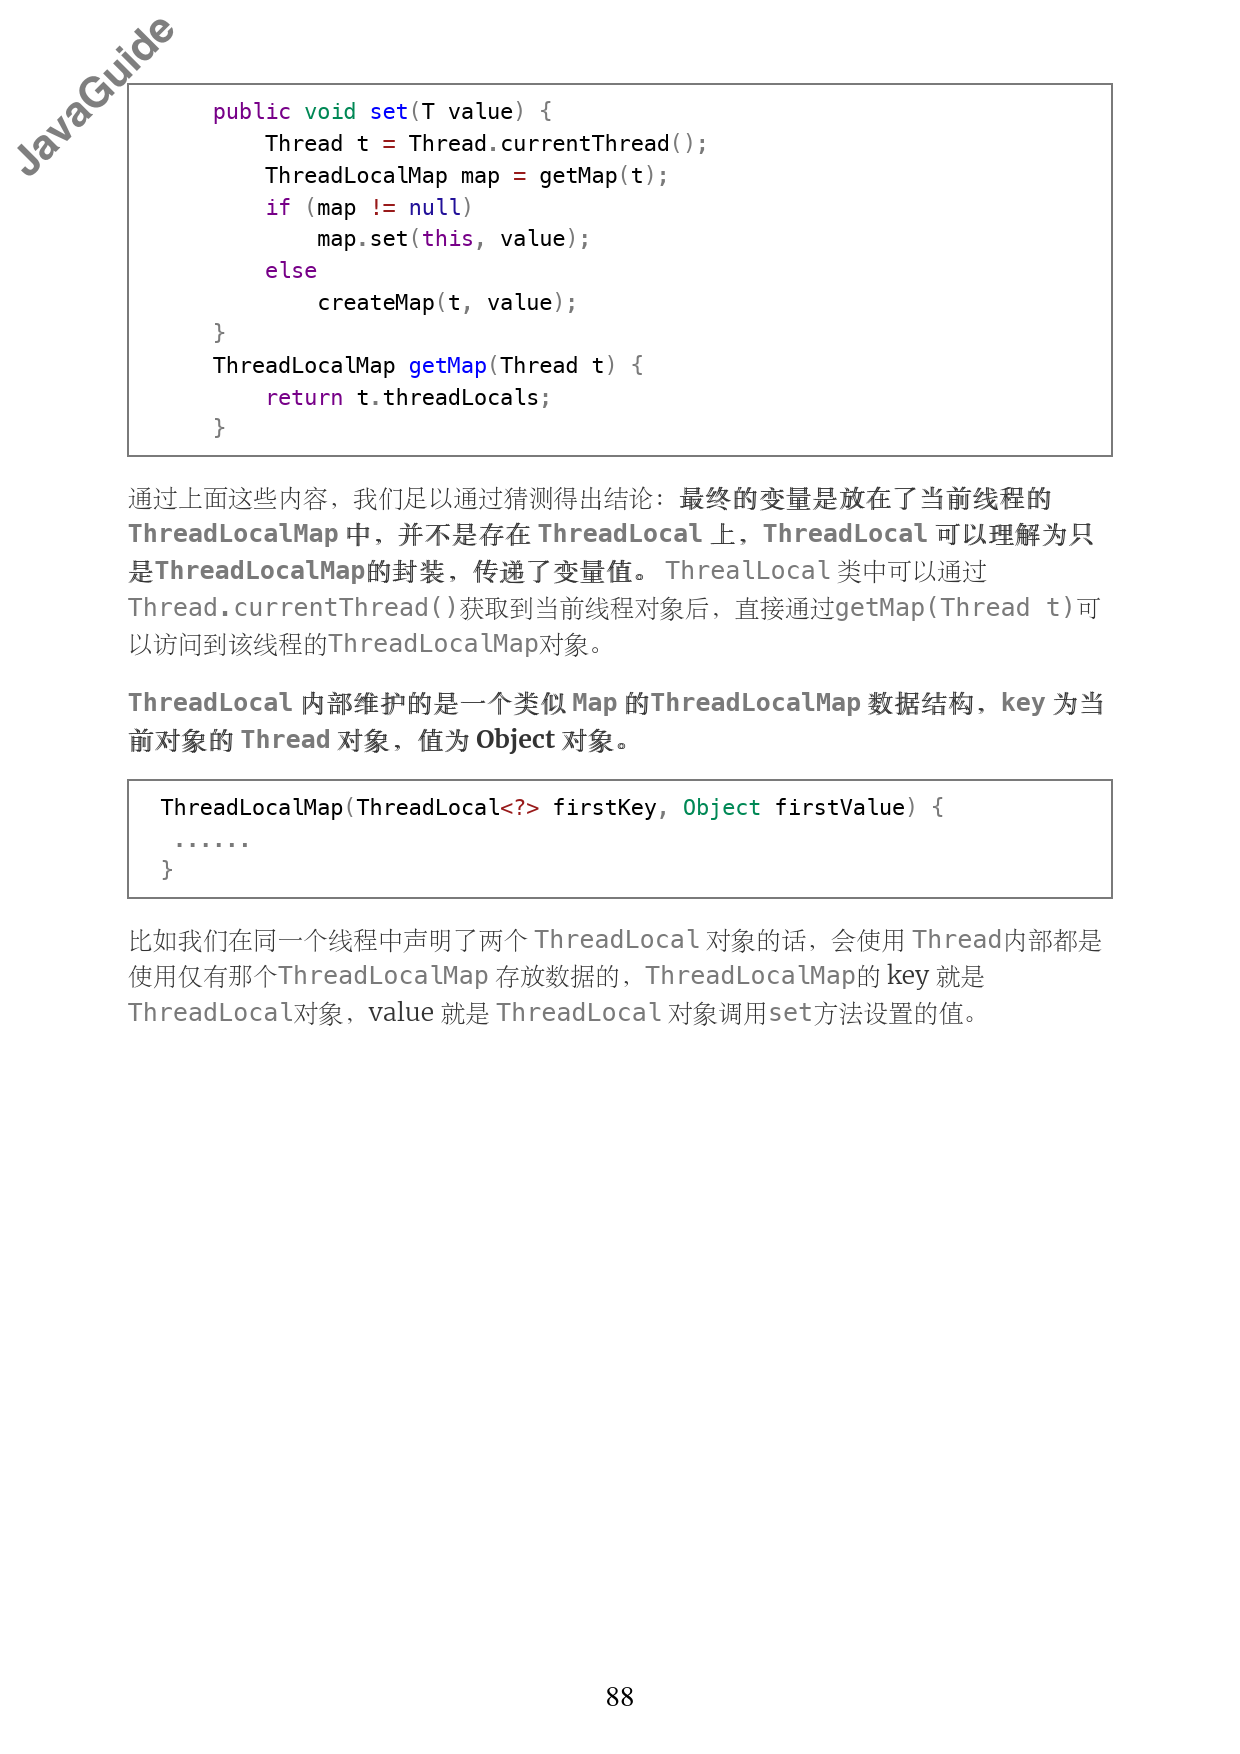 JavaGuide
public void set(T value) {
Thread t = Thread.currentThread();
ThreadLocalMap map = getMap(t);
if (map != null)
map.set(this, value);
else
createMap(t, value);
}
ThreadLocalMap getMap(Thread t) {
return t.threadLocals;
}
通过上面这些内容，我们足以通过猜测得出结论：最终的变量是放在了当前线程的
ThreadLocalMap 中，并不是存在 ThreadLocal 上，ThreadLocal 可以理解为只
是ThreadLocalMap的封装，传递了变量值。 ThrealLocal 类中可以通过
Thread.currentThread()获取到当前线程对象后，直接通过getMap(Thread t)可
以访问到该线程的ThreadLocalMap对象。
ThreadLocal 内部维护的是一个类似 Map 的ThreadLocalMap 数据结构，key 为当
前对象的 Thread 对象，值为 Object 对象。
ThreadLocalMap(ThreadLocal<?> firstKey, Object firstValue) {
......
}
比如我们在同一个线程中声明了两个 ThreadLocal 对象的话，会使用 Thread内部都是
使用仅有那个ThreadLocalMap 存放数据的，ThreadLocalMap的 key 就是
ThreadLocal对象，value 就是 ThreadLocal 对象调用set方法设置的值。
88